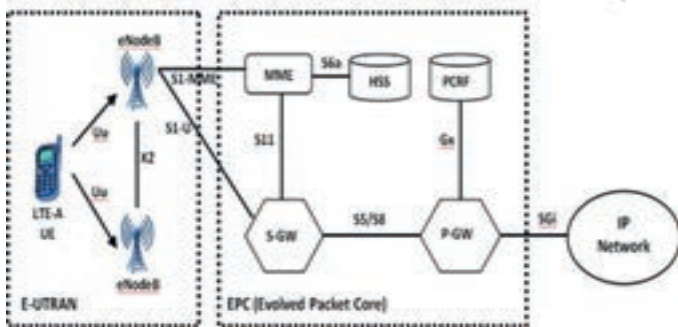 eNodeB
S1-MME
MME
S6a
HSS
PCRF
Uu
S1-U
X2
S11
Gx
LTE-A
UE
Uu
S-GW
S5/S8
P-GW
SGi
IP
Network
eNodeB
E-UTRAN
EPC (Evolved Packet Core)